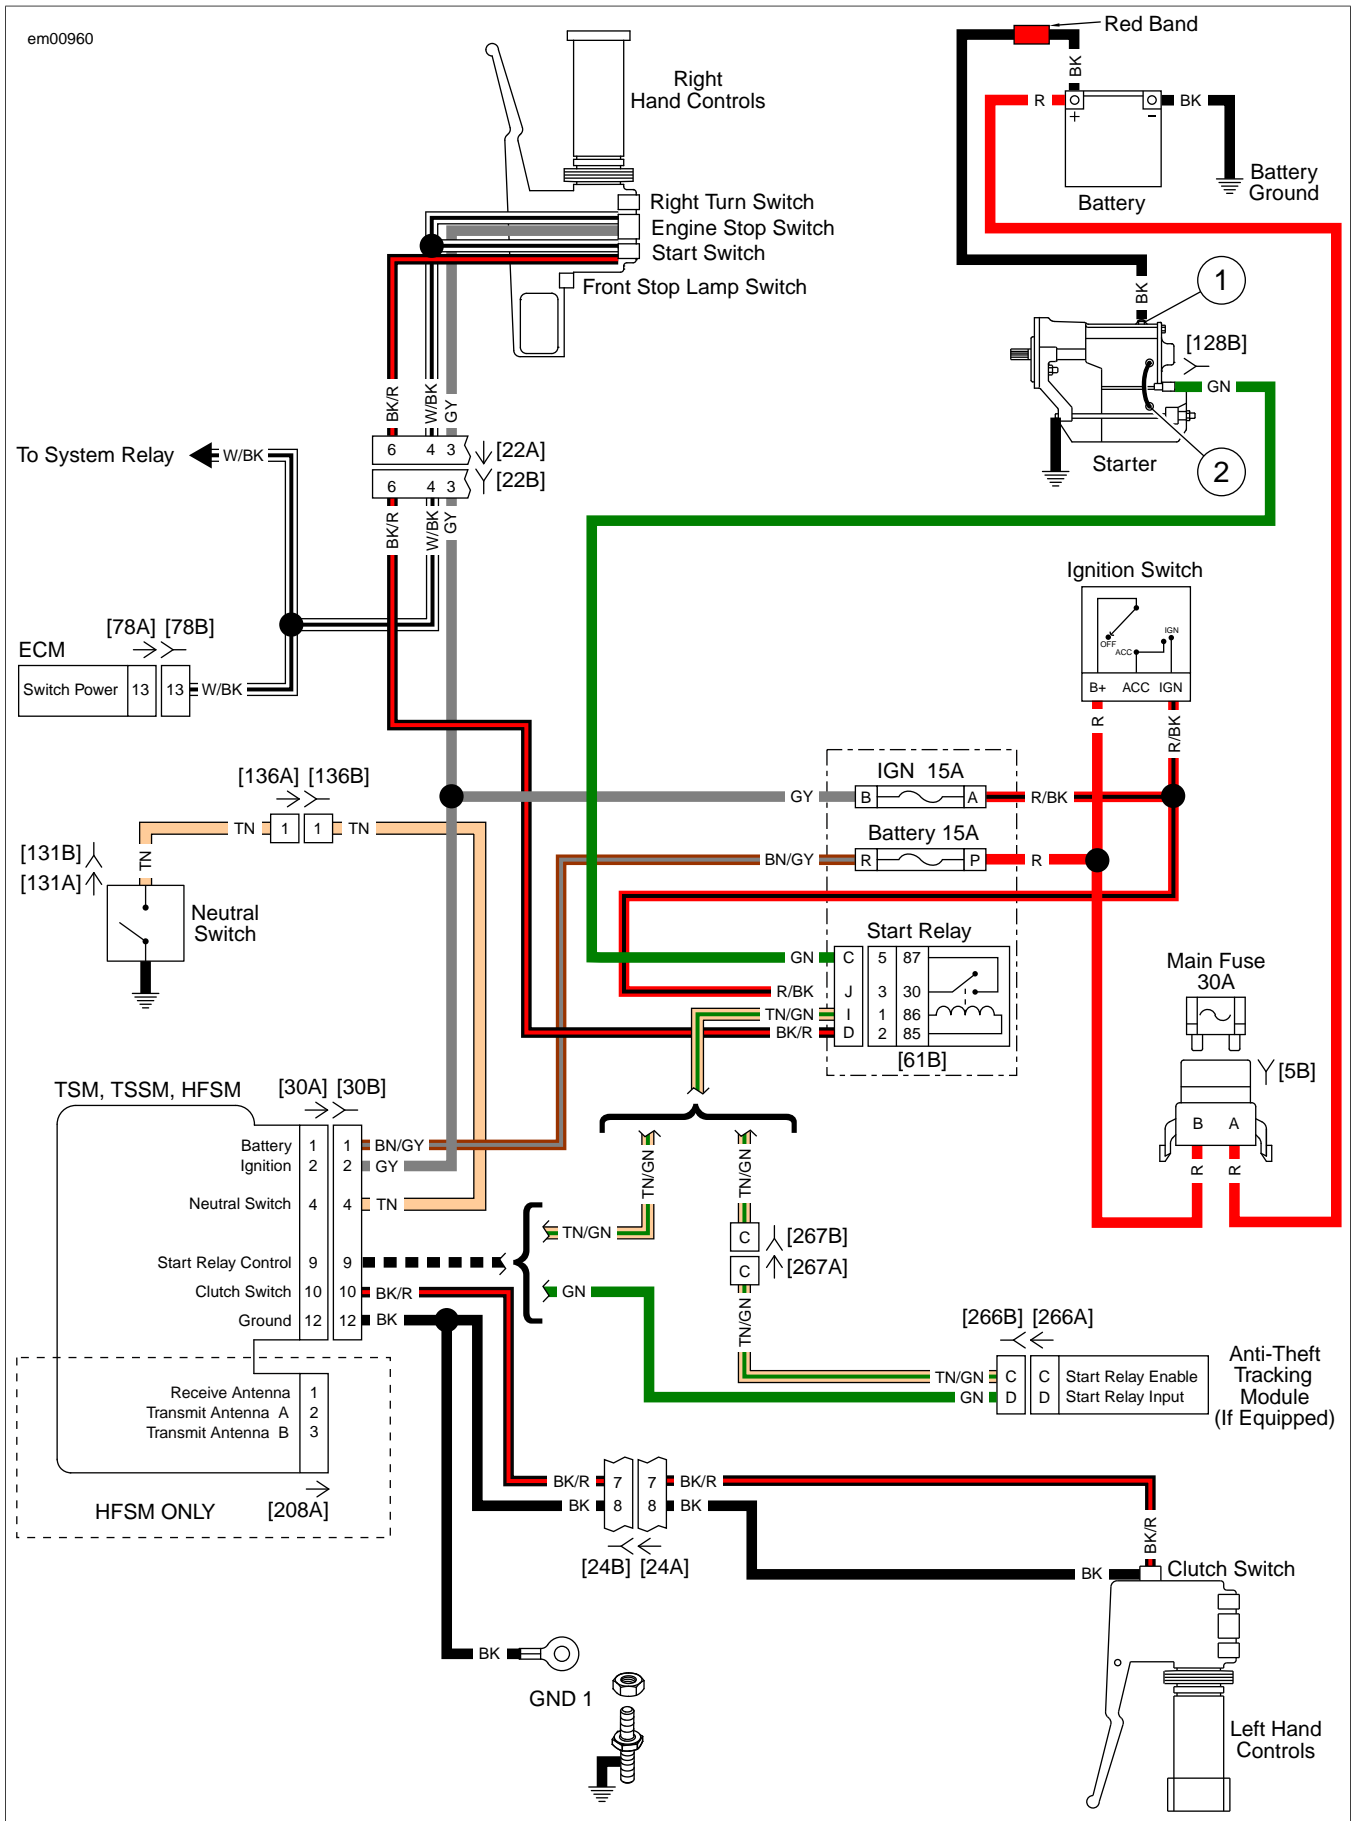 em00960
Red Band
BK
R
+
-
BK
Battery
Battery
Ground
Right
Hand Controls
Right Turn Switch
Engine Stop Switch
Start Switch
Front Stop Lamp Switch
BK
1
[128B]
GN
Starter
2
BK/R
W/BK
GY
6 4 3
[22A]
6 4 3
[22B]
BK/R
W/BK
GY
To System Relay
W/BK
[78A] [78B]
ECM
Switch Power 13 13
W/BK
Ignition Switch
OFF
ACC
IGN
B+ ACC IGN
R
R/BK
[136A] [136B]
TN 1 1 TN
[131B]
[131A]
TN
Neutral
Switch
IGN 15A
GY B A R/BK
Battery 15A
BN/GY R P R
Start Relay
GN C 5 87
R/BK J 3 30
TN/GN I 1 86
BK/R D 2 85
[61B]
Main Fuse
30A
[5B]
B A
R
R
TSM, TSSM, HFSM
[30A] [30B]
Battery 1 1 BN/GY
Ignition 2 2 GY
Neutral Switch 4 4 TN
Start Relay Control 9 9
Clutch Switch 10 10 BK/R
Ground 12 12 BK
Receive Antenna 1
Transmit Antenna A 2
Transmit Antenna B 3
HFSM ONLY
[208A]
TN/GN
TN/GN
TN/GN
C [267B]
C [267A]
GN
TN/GN
[266B] [266A]
TN/GN C C Start Relay Enable
GN D D Start Relay Input
Anti-Theft
Tracking
Module
(If Equipped)
BK/R 7 7 BK/R
BK 8 8 BK
[24B] [24A]
BK/R
BK
Clutch Switch
BK
GND 1
Left Hand
Controls